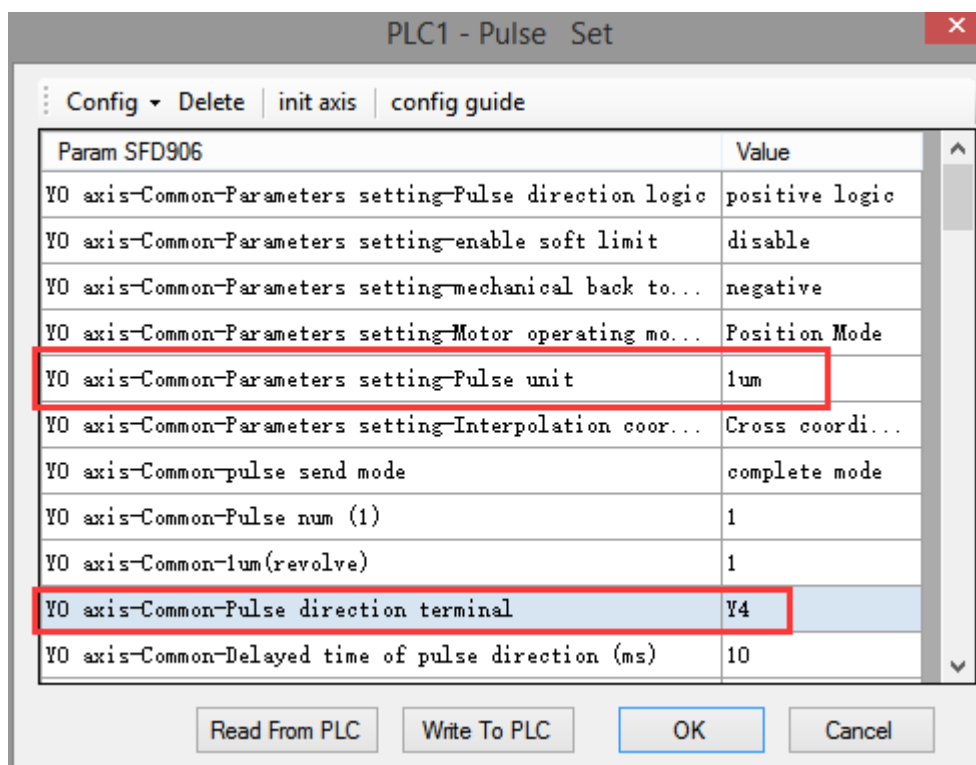 PLC1 - Pulse Set
Config Delete init axis config guide
Param SFD906 Value
Y0 axis-Common-Parameters setting-Pulse direction logic positive logic
Y0 axis-Common-Parameters setting-enable soft limit disable
Y0 axis-Common-Parameters setting-mechanical back to... negative
Y0 axis-Common-Parameters setting-Motor operating mo... Position Mode
Y0 axis-Common-Parameters setting-Pulse unit 1um
Y0 axis-Common-Parameters setting-Interpolation coor... Cross coordi...
Y0 axis-Common-pulse send mode complete mode
Y0 axis-Common-Pulse num (1) 1
Y0 axis-Common-1um(revolve) 1
Y0 axis-Common-Pulse direction terminal Y4
Y0 axis-Common-Delayed time of pulse direction (ms) 10
Read From PLC Write To PLC OK Cancel